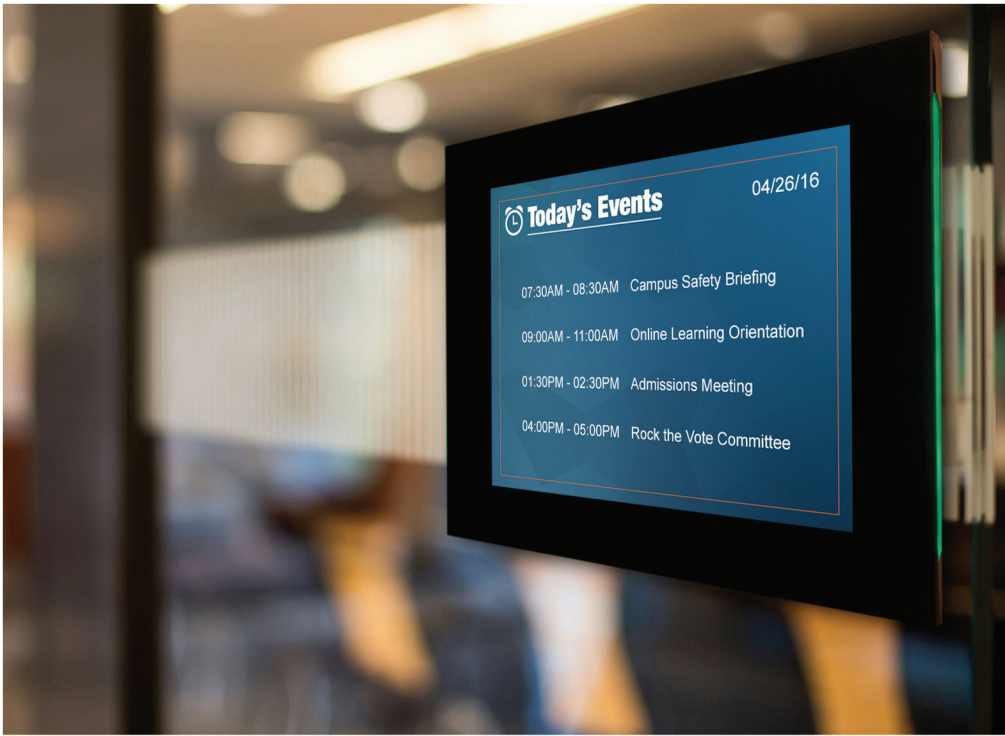 Today's Events
04/26/16
07:30AM - 08:30AM Campus Safety Briefing
09:00AM - 11:00AM Online Learning Orientation
01:30PM - 02:30PM Admissions Meeting
04:00PM - 05:00PM Rock the Vote Committee